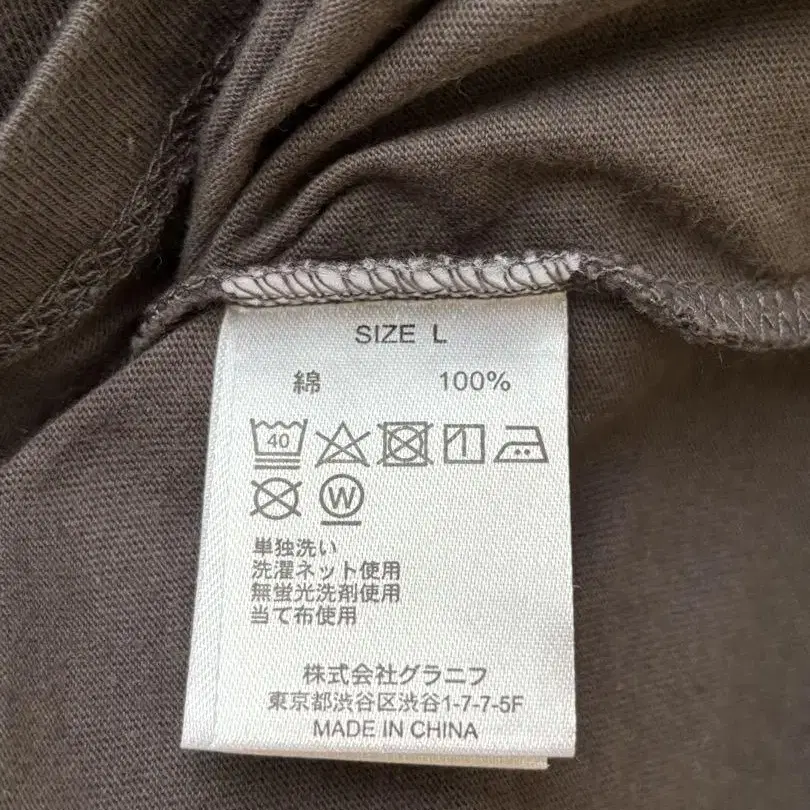 SIZE L
綿 100%
40
W
単独洗い
洗濯ネット使用
無蛍光洗剤使用
当て布使用
株式会社グラニフ
東京都渋谷区渋谷1-7-7-5F
MADE IN CHINA